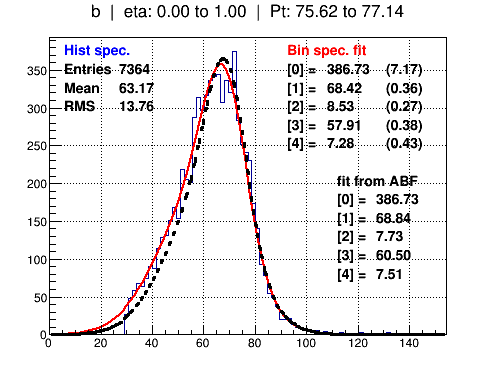 b | eta: 0.00 to 1.00 | Pt: 75.62 to 77.14
Hist spec.
Entries 7364
Mean 63.17
RMS 13.76
Bin spec. fit
[0] = 386.73 (7.17)
[1] = 68.42 (0.36)
[2] = 8.53 (0.27)
[3] = 57.91 (0.38)
[4] = 7.28 (0.43)
fit from ABF
[0] = 386.73
[1] = 68.84
[2] = 7.73
[3] = 60.50
[4] = 7.51
350
300
250
200
150
100
50
0
0 20 40 60 80 100 120 140